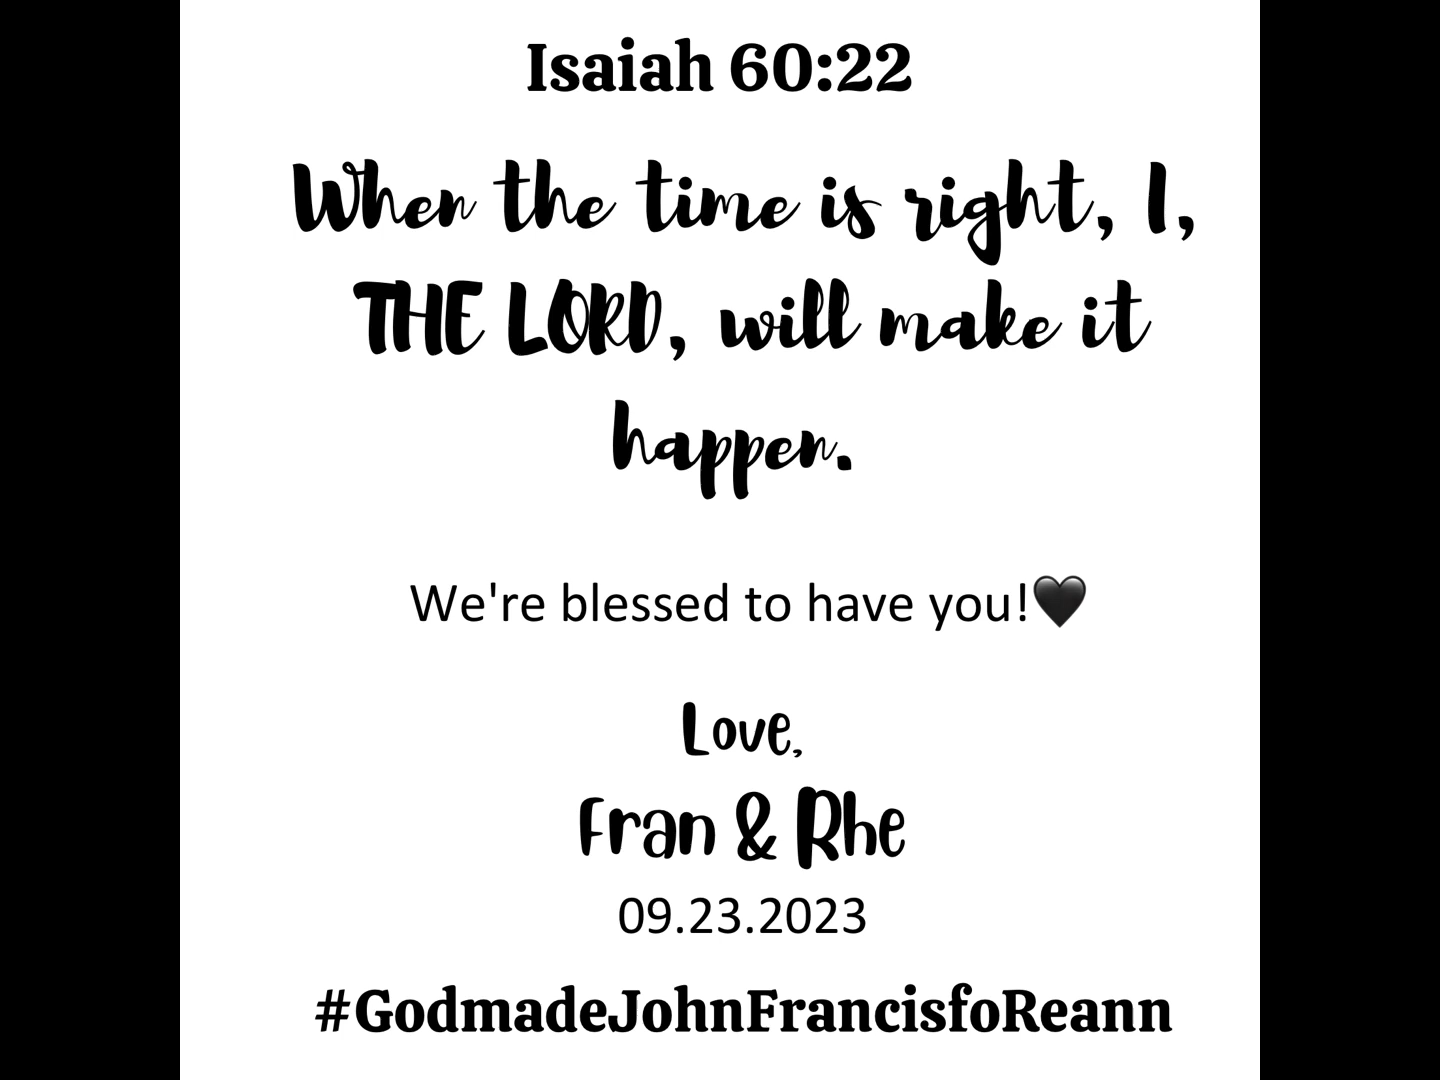 Isaiah 60:22
When the time is right, I,
THE LORD, will make it
happen.
We're blessed to have you!🖤
Love,
Fran & Rhe
09.23.2023
#GodmadeJohnFrancisfoReann